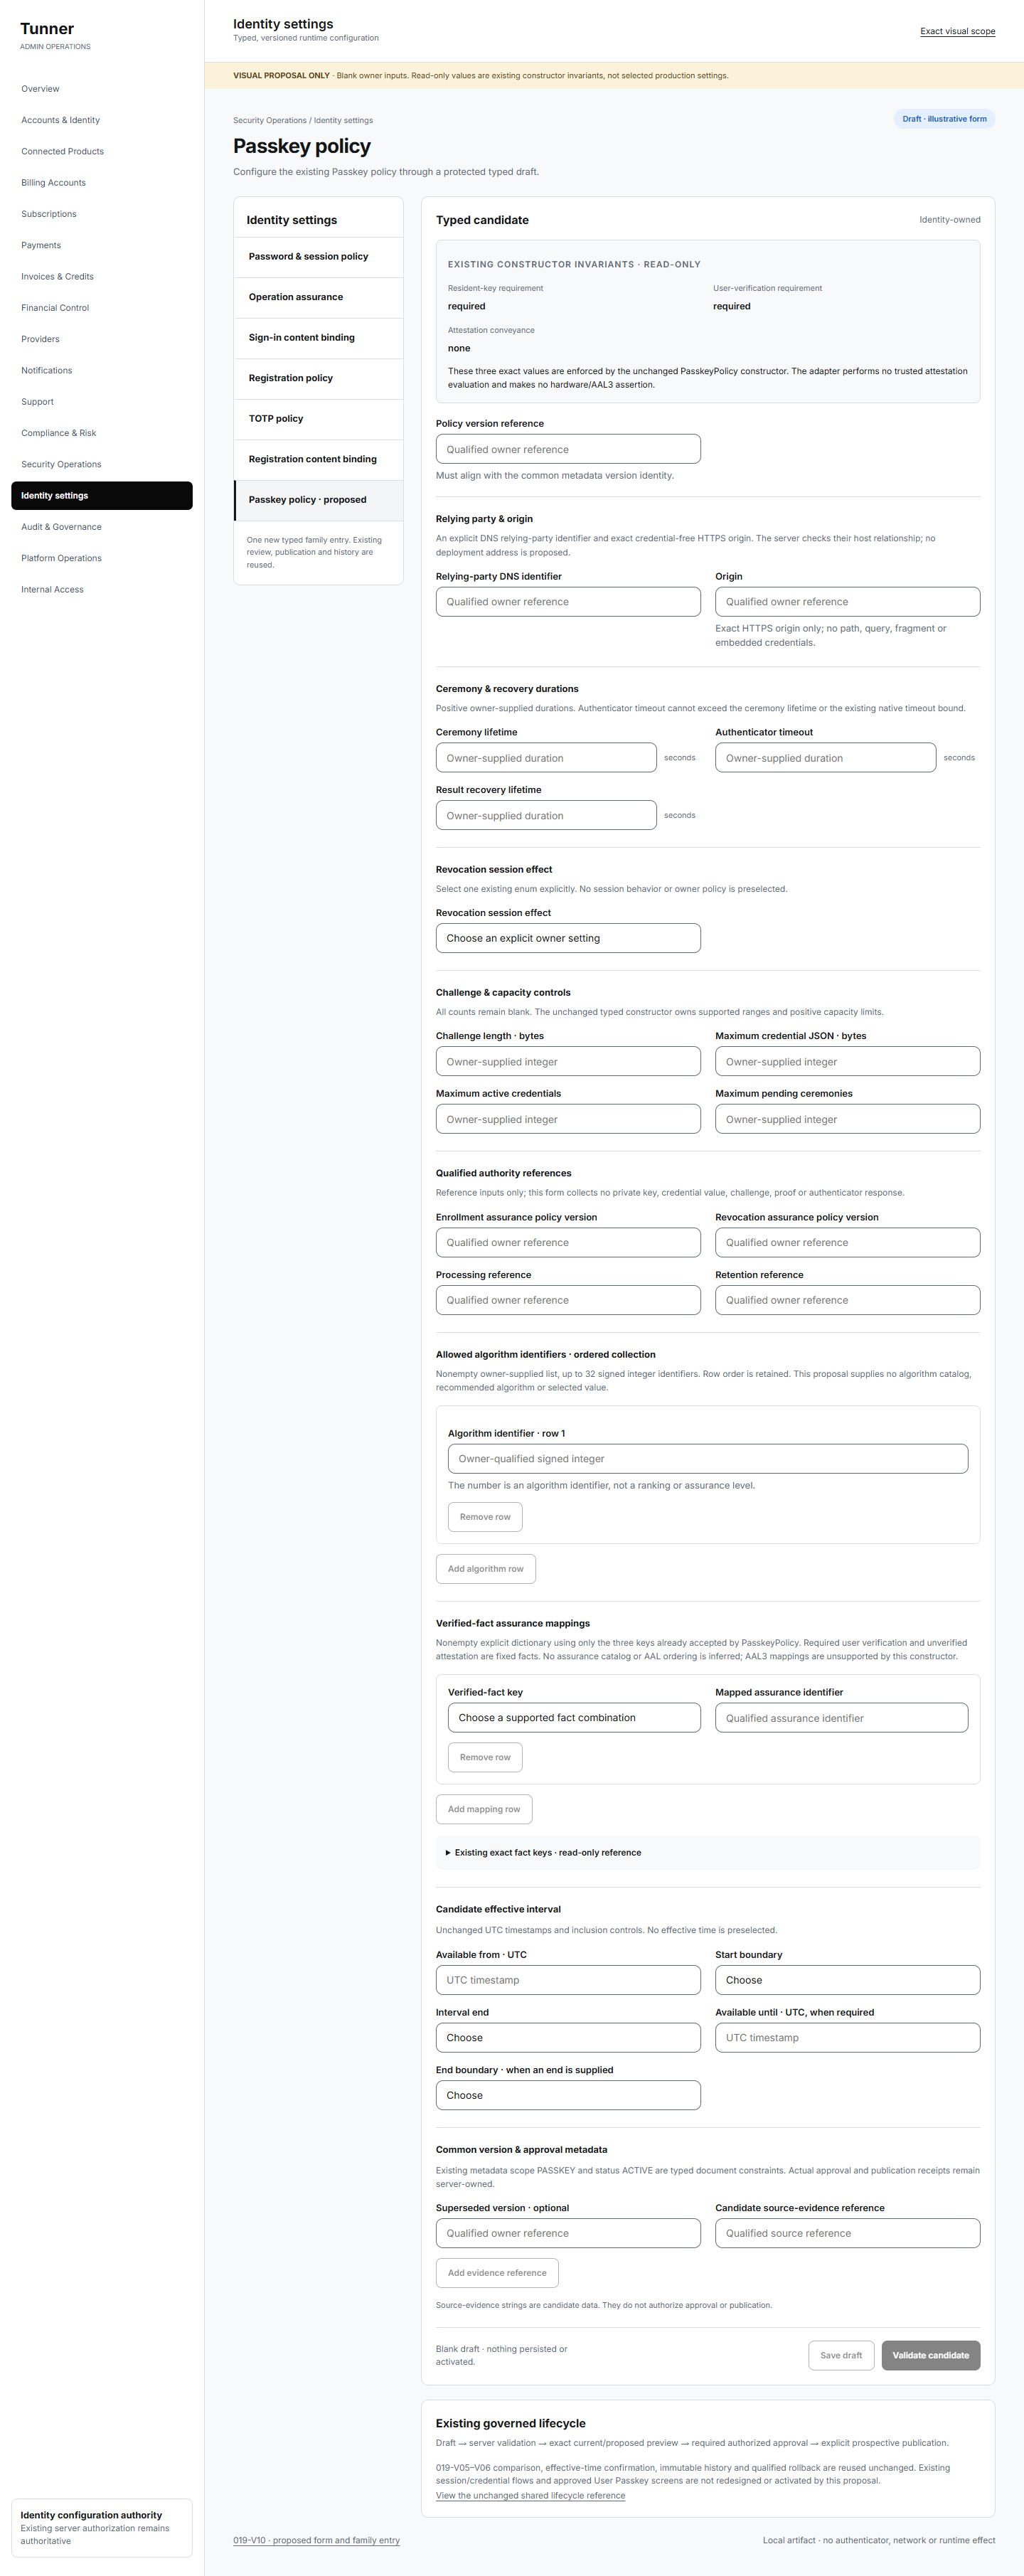 Tunner
ADMIN OPERATIONS
Overview
Accounts & Identity
Connected Products
Billing Accounts
Subscriptions
Payments
Invoices & Credits
Financial Control
Providers
Notifications
Support
Compliance & Risk
Security Operations
Identity settings
Audit & Governance
Platform Operations
Internal Access
Identity configuration authority
Existing server authorization remains
authoritative
Identity settings
Typed, versioned runtime configuration
Exact visual scope
VISUAL PROPOSAL ONLY · Blank owner inputs. Read-only values are existing constructor invariants, not selected production settings.
Security Operations / Identity settings
Draft · illustrative form
Passkey policy
Configure the existing Passkey policy through a protected typed draft.
Identity settings
Password & session policy
Operation assurance
Sign-in content binding
Registration policy
TOTP policy
Registration content binding
Passkey policy · proposed
One new typed family entry. Existing
review, publication and history are
reused.
Typed candidate
Identity-owned
EXISTING CONSTRUCTOR INVARIANTS · READ-ONLY
Resident-key requirement
required
User-verification requirement
required
Attestation conveyance
none
These three exact values are enforced by the unchanged PasskeyPolicy constructor. The adapter performs no trusted attestation
evaluation and makes no hardware/AAL3 assertion.
Policy version reference
Qualified owner reference
Must align with the common metadata version identity.
Relying party & origin
An explicit DNS relying-party identifier and exact credential-free HTTPS origin. The server checks their host relationship; no
deployment address is proposed.
Relying-party DNS identifier
Qualified owner reference
Origin
Qualified owner reference
Exact HTTPS origin only; no path, query, fragment or
embedded credentials.
Ceremony & recovery durations
Positive owner-supplied durations. Authenticator timeout cannot exceed the ceremony lifetime or the existing native timeout bound.
Ceremony lifetime
Owner-supplied duration
seconds
Authenticator timeout
Owner-supplied duration
seconds
Result recovery lifetime
Owner-supplied duration
seconds
Revocation session effect
Select one existing enum explicitly. No session behavior or owner policy is preselected.
Revocation session effect
Choose an explicit owner setting
Challenge & capacity controls
All counts remain blank. The unchanged typed constructor owns supported ranges and positive capacity limits.
Challenge length · bytes
Owner-supplied integer
Maximum credential JSON · bytes
Owner-supplied integer
Maximum active credentials
Owner-supplied integer
Maximum pending ceremonies
Owner-supplied integer
Qualified authority references
Reference inputs only; this form collects no private key, credential value, challenge, proof or authenticator response.
Enrollment assurance policy version
Qualified owner reference
Revocation assurance policy version
Qualified owner reference
Processing reference
Qualified owner reference
Retention reference
Qualified owner reference
Allowed algorithm identifiers · ordered collection
Nonempty owner-supplied list, up to 32 signed integer identifiers. Row order is retained. This proposal supplies no algorithm catalog,
recommended algorithm or selected value.
Algorithm identifier · row 1
Owner-qualified signed integer
The number is an algorithm identifier, not a ranking or assurance level.
Remove row
Add algorithm row
Verified-fact assurance mappings
Nonempty explicit dictionary using only the three keys already accepted by PasskeyPolicy. Required user verification and unverified
attestation are fixed facts. No assurance catalog or AAL ordering is inferred; AAL3 mappings are unsupported by this constructor.
Verified-fact key
Choose a supported fact combination
Mapped assurance identifier
Qualified assurance identifier
Remove row
Add mapping row
▶ Existing exact fact keys · read-only reference
Candidate effective interval
Unchanged UTC timestamps and inclusion controls. No effective time is preselected.
Available from · UTC
UTC timestamp
Start boundary
Choose
Interval end
Choose
Available until · UTC, when required
UTC timestamp
End boundary · when an end is supplied
Choose
Common version & approval metadata
Existing metadata scope PASSKEY and status ACTIVE are typed document constraints. Actual approval and publication receipts remain
server-owned.
Superseded version · optional
Qualified owner reference
Candidate source-evidence reference
Qualified source reference
Add evidence reference
Source-evidence strings are candidate data. They do not authorize approval or publication.
Blank draft · nothing persisted or
activated.
Save draft
Validate candidate
Existing governed lifecycle
Draft → server validation → exact current/proposed preview → required authorized approval → explicit prospective publication.
019-V05–V06 comparison, effective-time confirmation, immutable history and qualified rollback are reused unchanged. Existing
session/credential flows and approved User Passkey screens are not redesigned or activated by this proposal.
View the unchanged shared lifecycle reference
019-V10 · proposed form and family entry
Local artifact · no authenticator, network or runtime effect